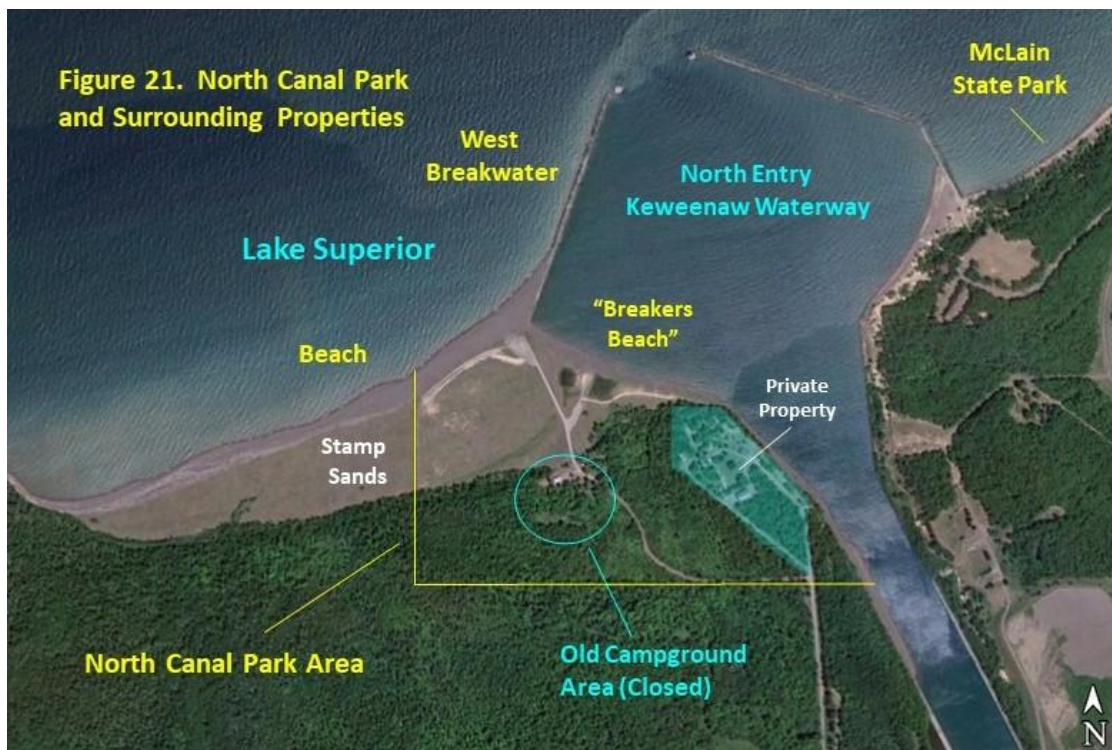 Figure 21. North Canal Park
and Surrounding Properties
McLain
State Park
West
Breakwater
North Entry
Keweenaw Waterway
Lake Superior
“Breakers
Beach”
Beach
Private
Property
Stamp
Sands
North Canal Park Area
Old Campground
Area (Closed)
N